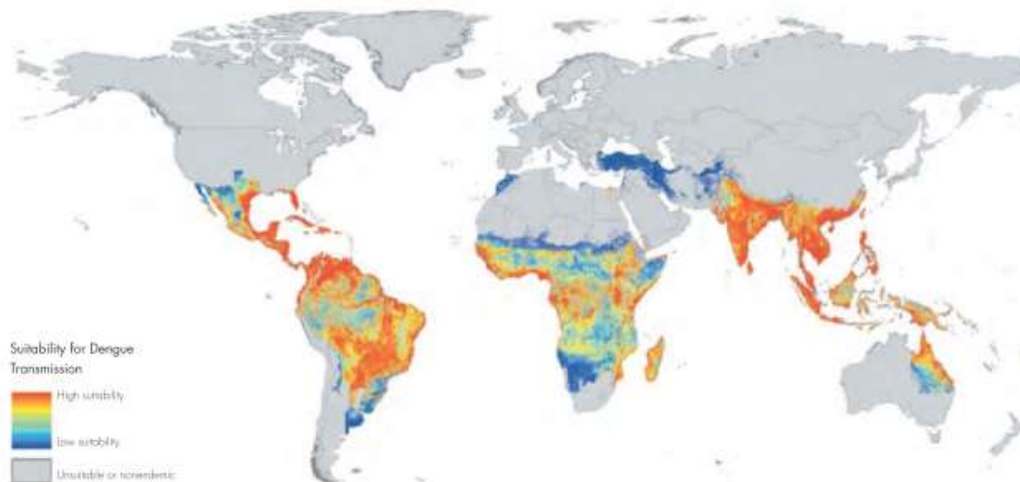 Suitability for Dengue
Transmission
High suitability
Low suitability
Unsuitable or nonendemic